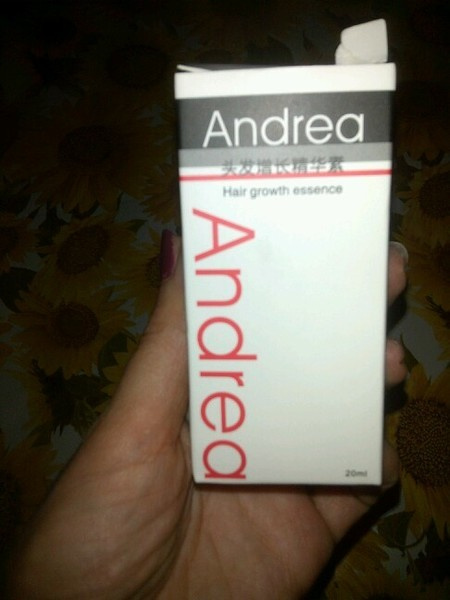 Andrea
头发增长精华素
Hair growth essence
Andrea
20ml